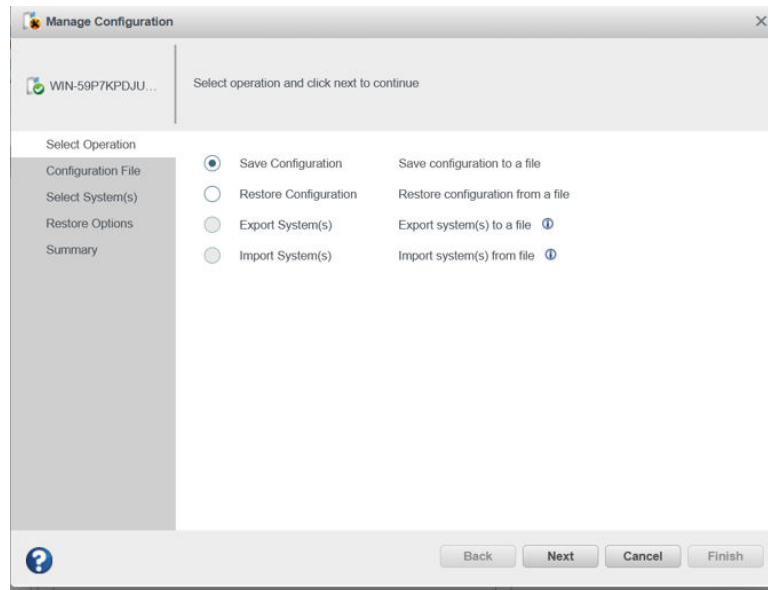 Manage Configuration
WIN-59P7KPDJU...
Select operation and click next to continue
Select Operation
Configuration File
Select System(s)
Restore Options
Summary
Save Configuration Save configuration to a file
Restore Configuration Restore configuration from a file
Export System(s) Export system(s) to a file
Import System(s) Import system(s) from file
Back Next Cancel Finish